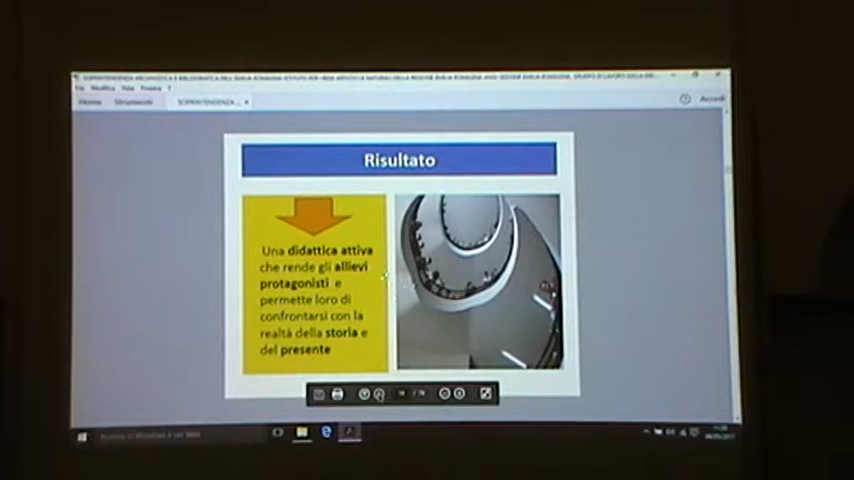 Home Strumenti SOPRINTENDENZA ... × Accedi
Risultato
Una didattica attiva
che rende gli allievi
protagonisti e
permette loro di
confrontarsi con la
realtà della storia e
del presente